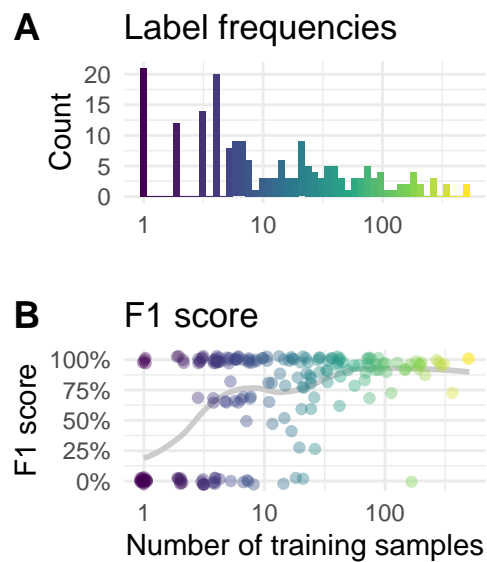 A Label frequencies
Count
20
15
10
5
0
1 10 100
B F1 score
F1 score
100%
75%
50%
25%
0%
1 10 100
Number of training samples